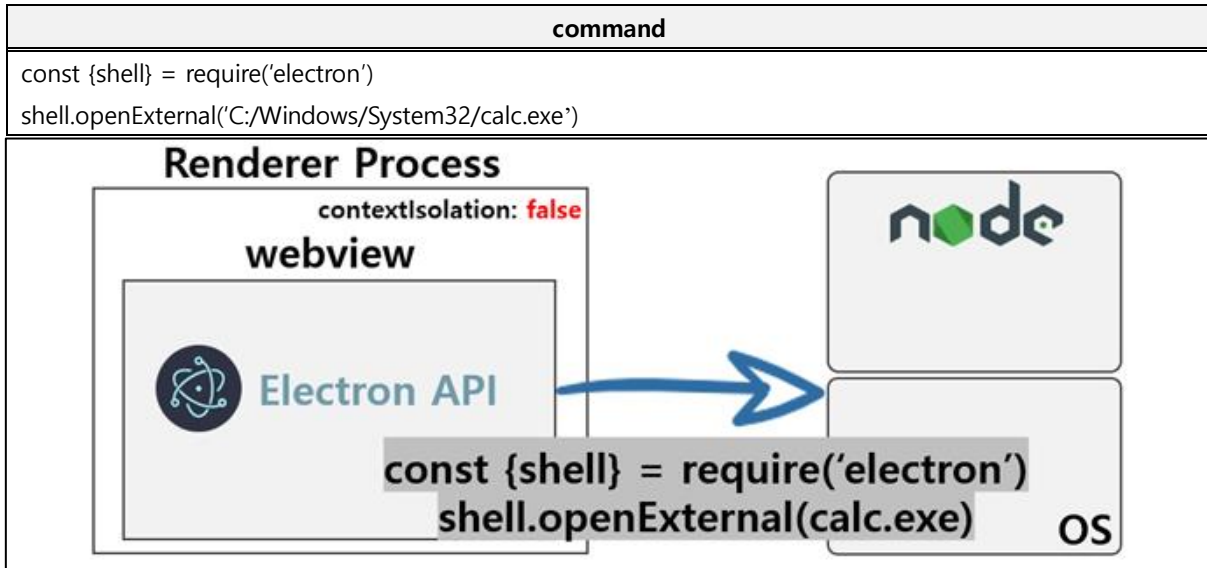 command
const {shell} = require(‘electron’)
shell.openExternal(‘C:/Windows/System32/calc.exe’)
Renderer Process
contextIsolation: false
webview
node
Electron API
const {shell} = require(‘electron’)
shell.openExternal(calc.exe)
OS